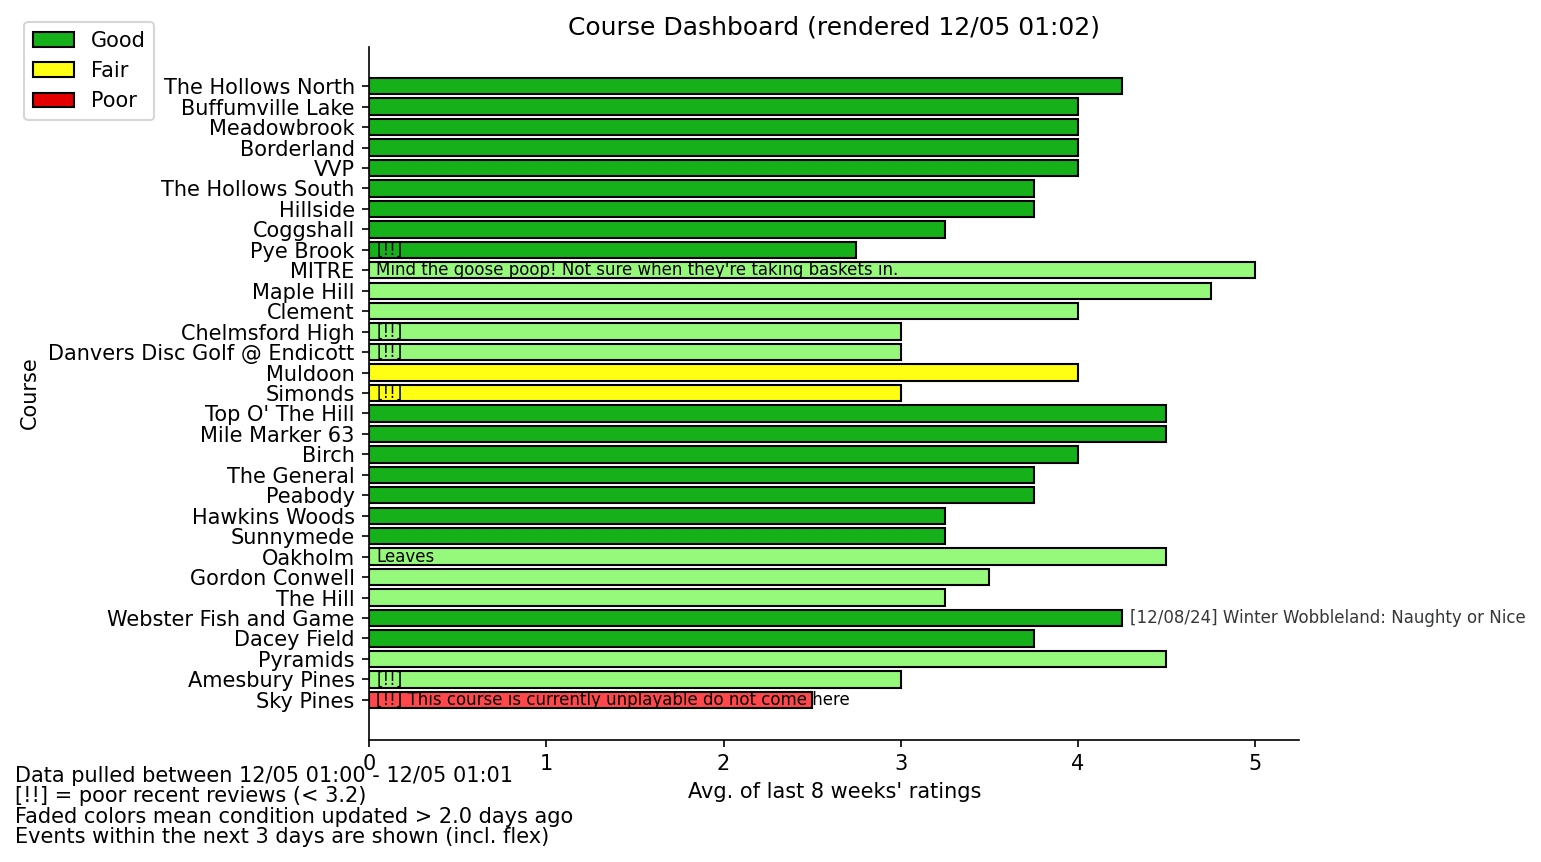 Course Dashboard (rendered 12/05 01:02)
Good
Fair
Poor
The Hollows North
Buffumville Lake
Meadowbrook
Borderland
VVP
The Hollows South
Hillside
Coggshall
Pye Brook [!!]
MITRE Mind the goose poop! Not sure when they're taking baskets in.
Maple Hill
Clement
Chelmsford High [!!]
Danvers Disc Golf @ Endicott [!!]
Muldoon
Simonds [!!]
Top O' The Hill
Mile Marker 63
Birch
The General
Peabody
Hawkins Woods
Sunnymede
Oakholm Leaves
Gordon Conwell
The Hill
Webster Fish and Game [12/08/24] Winter Wobbleland: Naughty or Nice
Dacey Field
Pyramids
Amesbury Pines [!!]
Sky Pines [!!] This course is currently unplayable do not come here
Course
0 1 2 3 4 5
Avg. of last 8 weeks' ratings
Data pulled between 12/05 01:00 - 12/05 01:01
[!!] = poor recent reviews (< 3.2)
Faded colors mean condition updated > 2.0 days ago
Events within the next 3 days are shown (incl. flex)